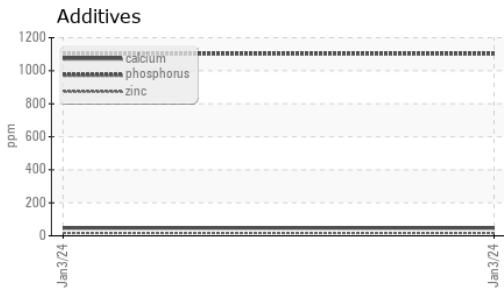 Additives
1200
1000
800
600
400
200
0
ppm
calcium
phosphorus
zinc
Jan3/24
Jan3/24